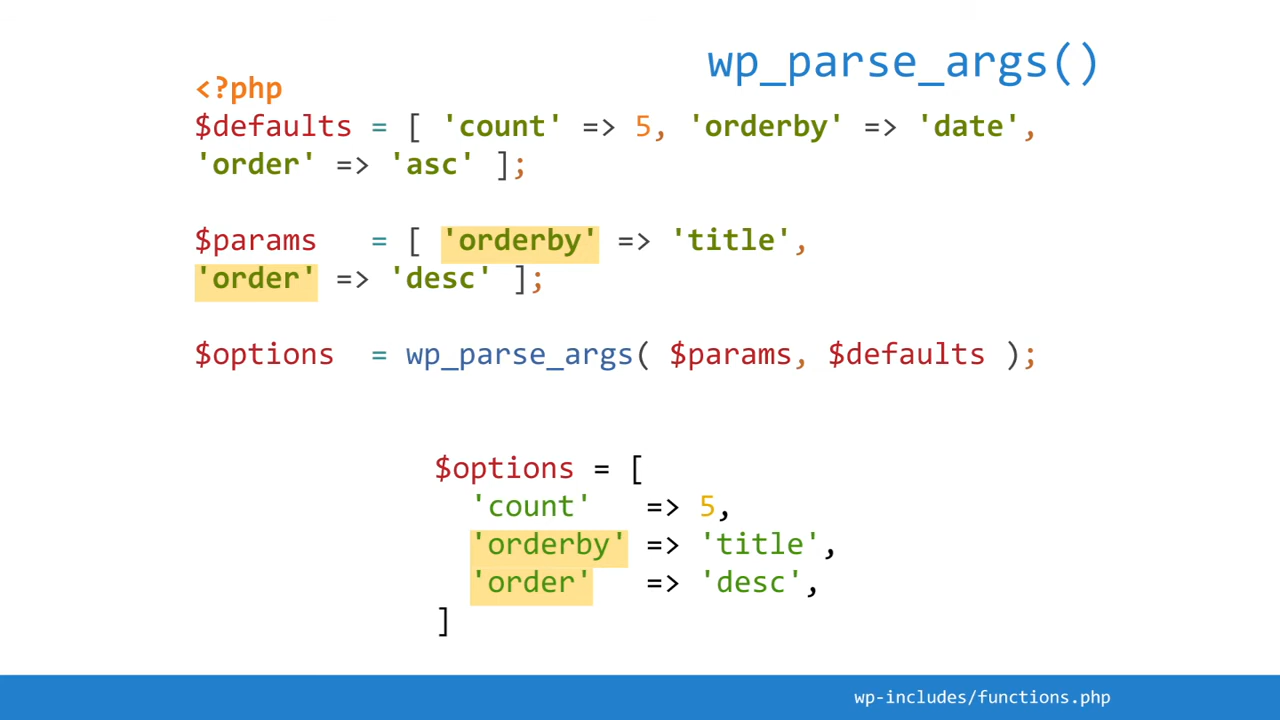 wp_parse_args()
<?php
$defaults = [ 'count' => 5, 'orderby' => 'date',
'order' => 'asc' ];
$params   = [ 'orderby' => 'title',
'order' => 'desc' ];
$options  = wp_parse_args( $params, $defaults );
$options = [
  'count'   => 5,
  'orderby' => 'title',
  'order'   => 'desc',
]
wp-includes/functions.php